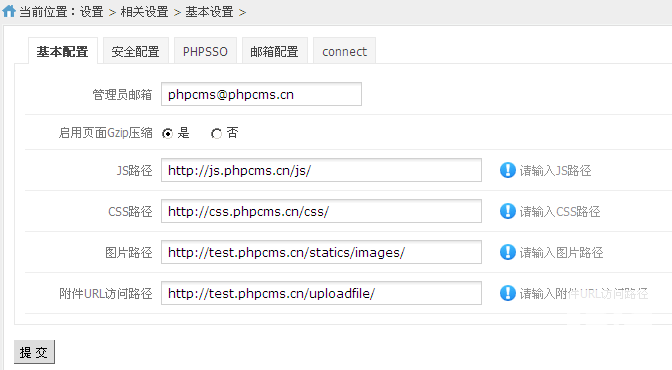 当前位置：设置 > 相关设置 > 基本设置 >
基本配置 安全配置 PHPSSO 邮箱配置 connect
管理员邮箱 phpcms@phpcms.cn
启用页面Gzip压缩 是 否
JS路径 http://js.phpcms.cn/js/ 请输入JS路径
CSS路径 http://css.phpcms.cn/css/ 请输入CSS路径
图片路径 http://test.phpcms.cn/statics/images/ 请输入图片路径
附件URL访问路径 http://test.phpcms.cn/uploadfile/ 请输入附件URL访问路径
提 交